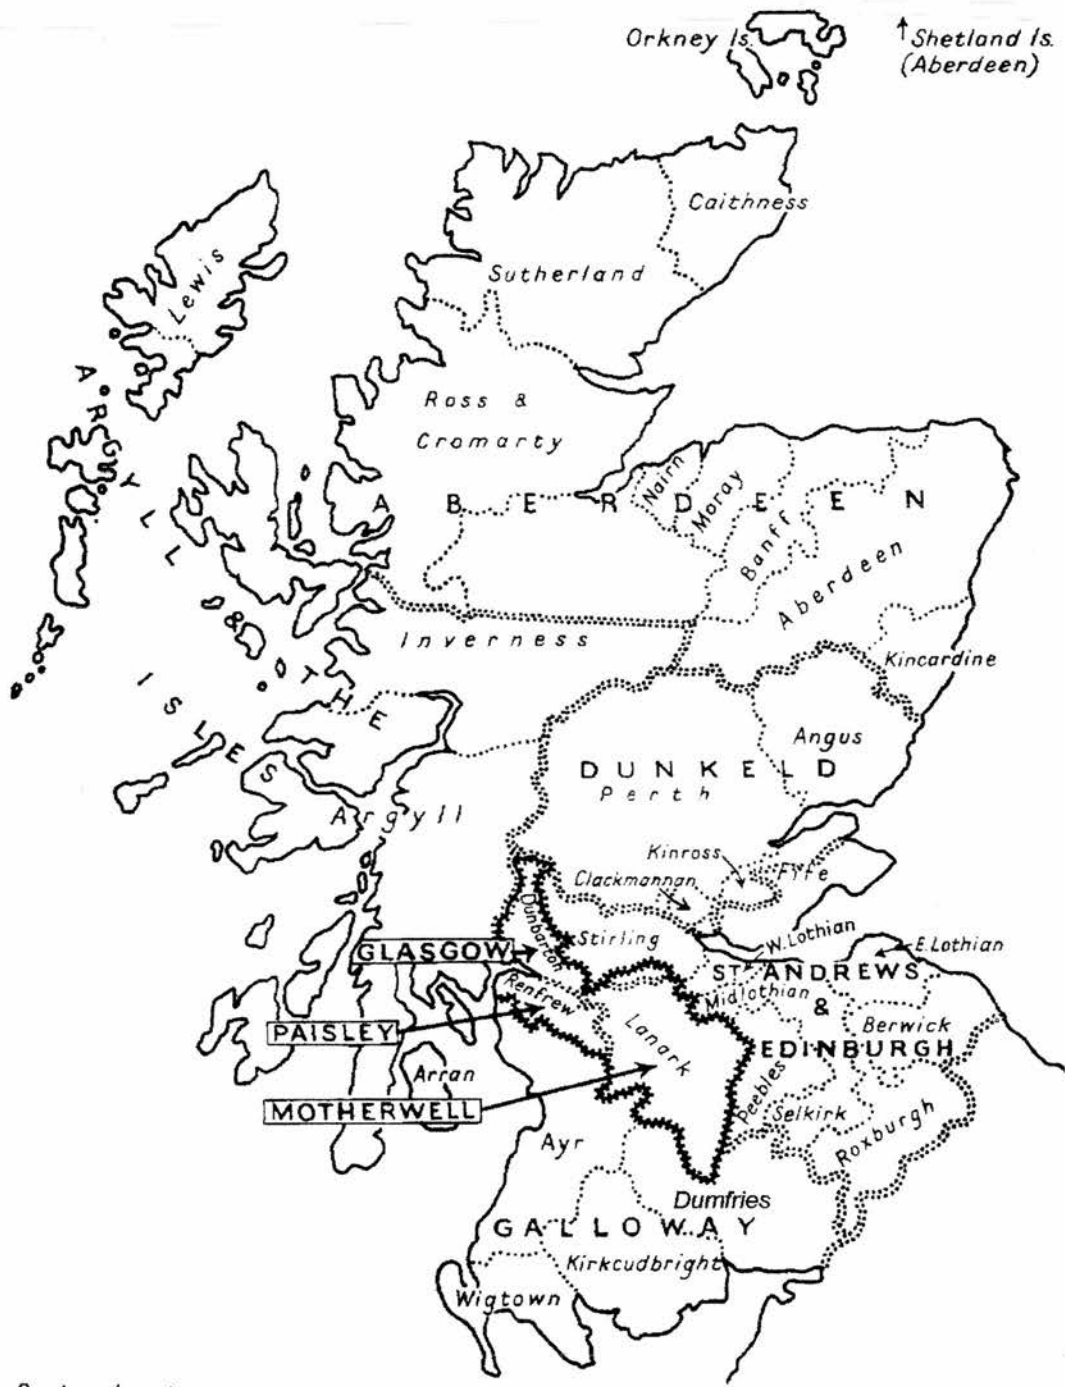 Orkney Is.
↑ Shetland Is.
(Aberdeen)
Caithness
Sutherland
Lewis
Ross &
Cromarty
ARGYLL & THE
ISLES
ABERDEEN
Nairn
Moray
Banff
Aberdeen
Inverness
Kincardine
Angus
DUNKELD
Perth
Argyll
Kinross
Fife
Clackmannan
Dunbarton
Stirling
W. Lothian
E. Lothian
GLASGOW
ST ANDREWS
&
EDINBURGH
Renfrew
Midlothian
Berwick
PAISLEY
Lanark
Arran
MOTHERWELL
Peebles
Selkirk
Roxburgh
Ayr
Dumfries
GALLOWAY
Kirkcudbright
Wigtown